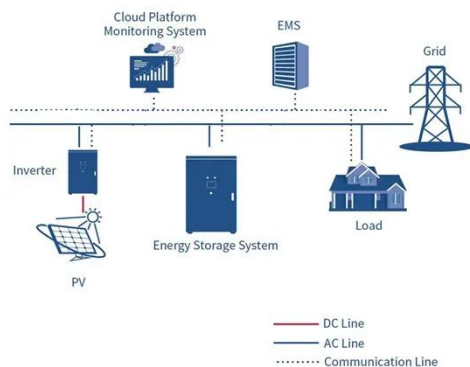 Cloud Platform
Monitoring System
EMS
Grid
Inverter
Energy Storage System
Load
PV
DC Line
AC Line
Communication Line